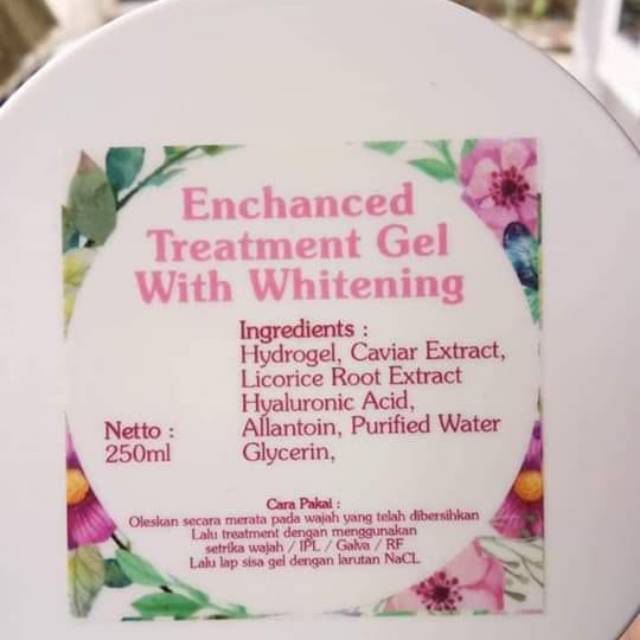 Enchanced
Treatment Gel
With Whitening
Ingredients :
Hydrogel, Caviar Extract,
Licorice Root Extract
Hyaluronic Acid,
Allantoin, Purified Water
Glycerin,
Netto :
250ml
Cara Pakai :
Oleskan secara merata pada wajah yang telah dibersihkan
Lalu treatment dengan menggunakan
setrika wajah / IPL / Galva / RF
Lalu lap sisa gel dengan larutan NaCL